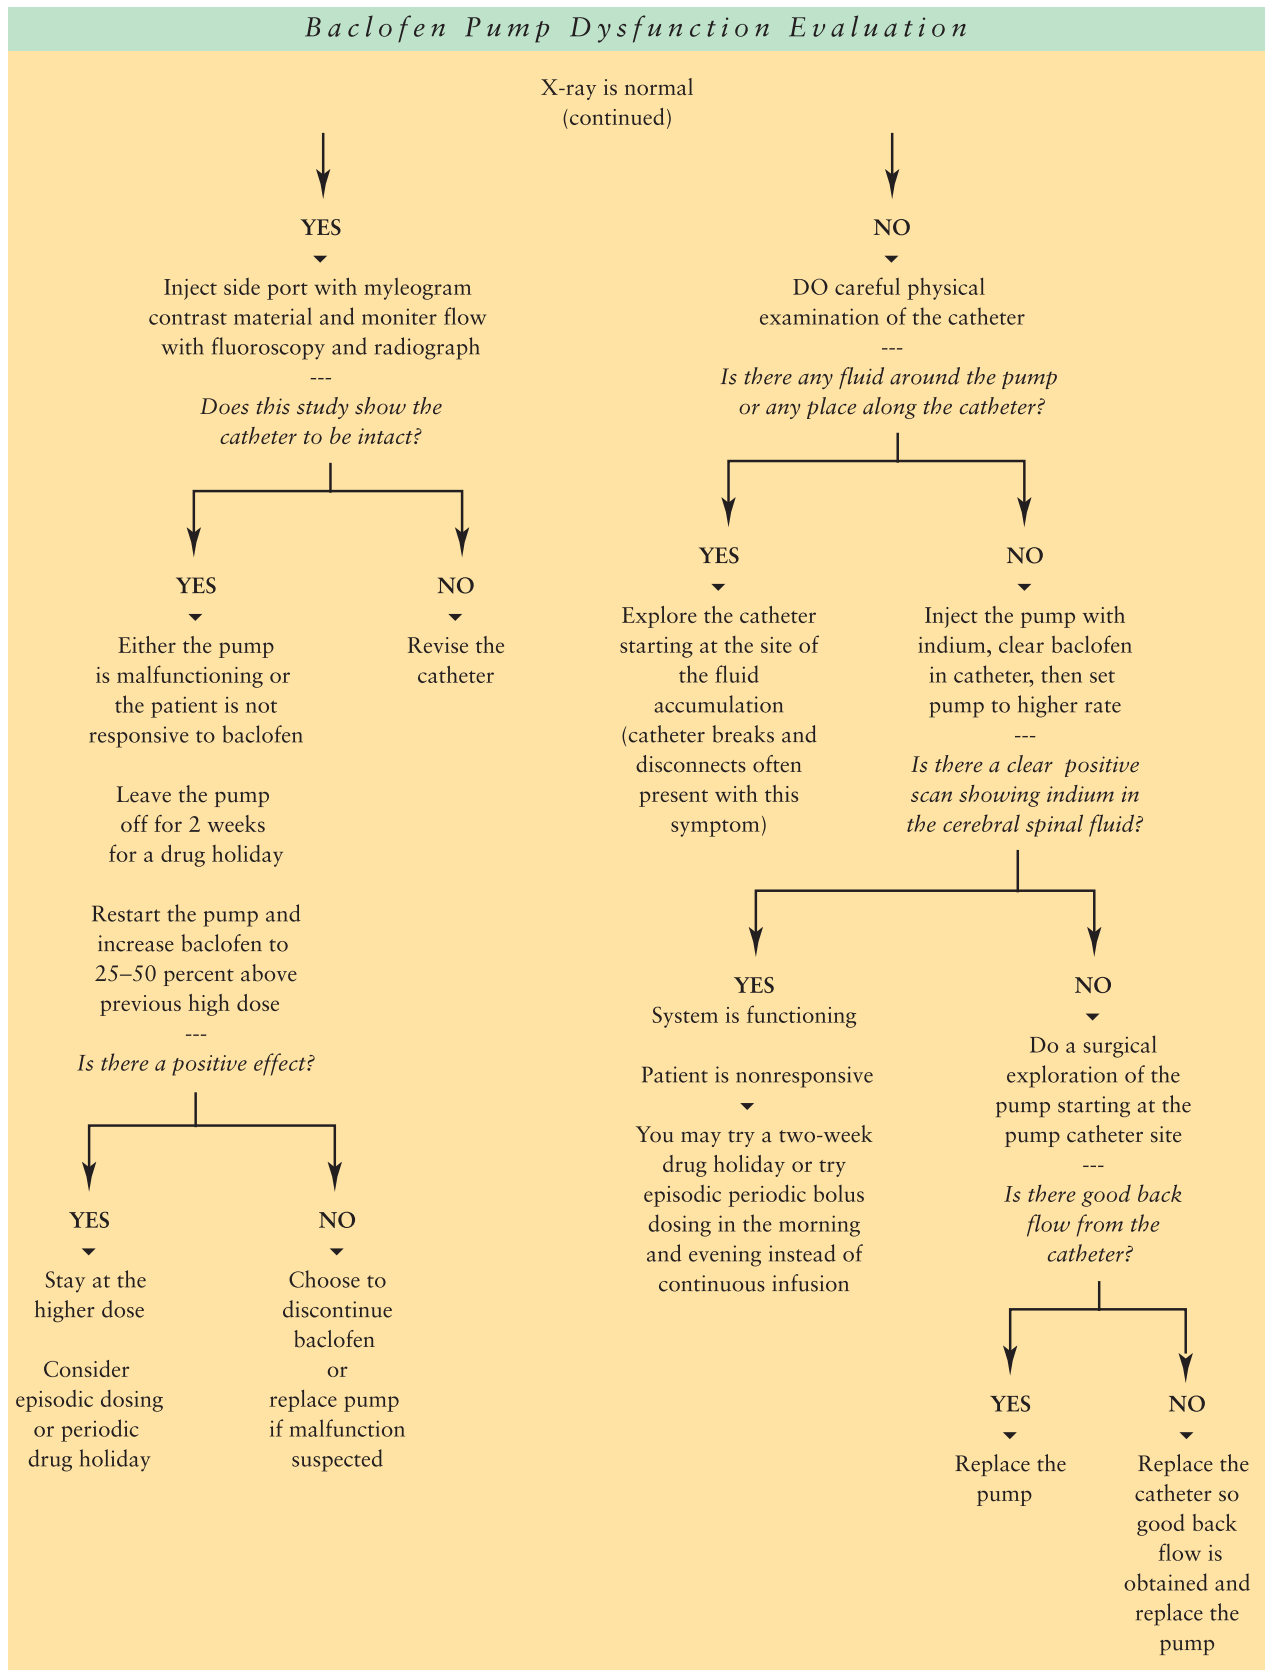 Baclofen Pump Dysfunction Evaluation
X-ray is normal
(continued)
YES
Inject side port with myleogram
contrast material and moniter flow
with fluoroscopy and radiograph
---
Does this study show the
catheter to be intact?
YES
Either the pump
is malfunctioning or
the patient is not
responsive to baclofen
Leave the pump
off for 2 weeks
for a drug holiday
Restart the pump and
increase baclofen to
25–50 percent above
previous high dose
---
Is there a positive effect?
YES
Stay at the
higher dose
Consider
episodic dosing
or periodic
drug holiday
NO
Choose to
discontinue
baclofen
or
replace pump
if malfunction
suspected
NO
Revise the
catheter
NO
DO careful physical
examination of the catheter
---
Is there any fluid around the pump
or any place along the catheter?
YES
Explore the catheter
starting at the site of
the fluid
accumulation
(catheter breaks and
disconnects often
present with this
symptom)
NO
Inject the pump with
indium, clear baclofen
in catheter, then set
pump to higher rate
---
Is there a clear positive
scan showing indium in
the cerebral spinal fluid?
YES
System is functioning
Patient is nonresponsive
You may try a two-week
drug holiday or try
episodic periodic bolus
dosing in the morning
and evening instead of
continuous infusion
NO
Do a surgical
exploration of the
pump starting at the
pump catheter site
---
Is there good back
flow from the
catheter?
YES
Replace the
pump
NO
Replace the
catheter so
good back
flow is
obtained and
replace the
pump